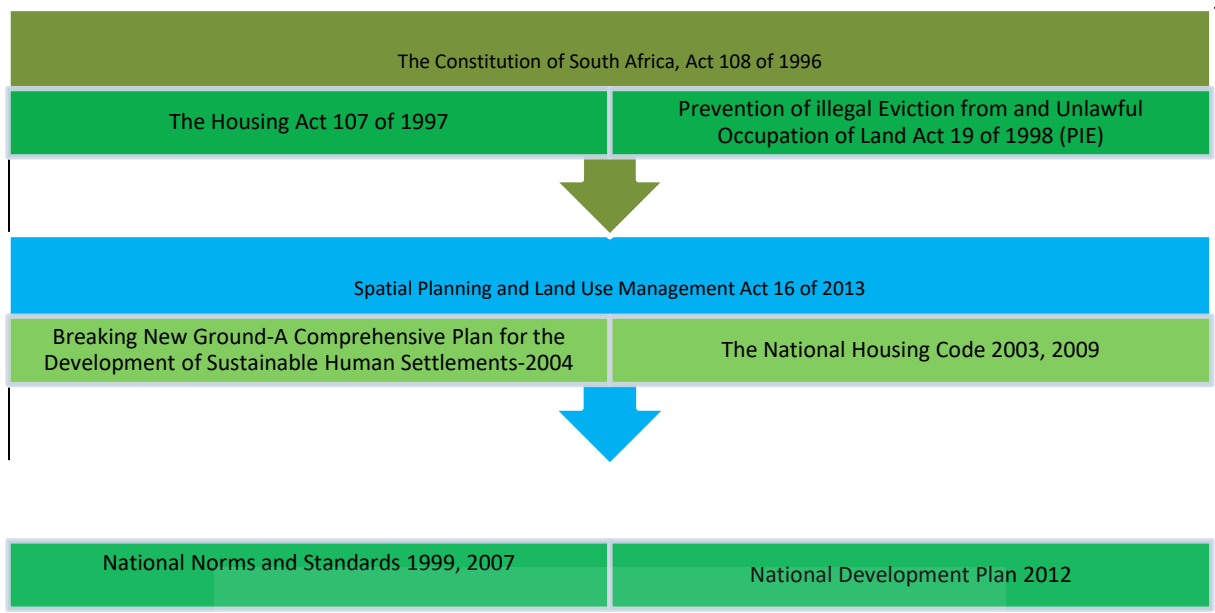 The Constitution of South Africa, Act 108 of 1996
The Housing Act 107 of 1997
Prevention of illegal Eviction from and Unlawful
Occupation of Land Act 19 of 1998 (PIE)
Spatial Planning and Land Use Management Act 16 of 2013
Breaking New Ground-A Comprehensive Plan for the
Development of Sustainable Human Settlements-2004
The National Housing Code 2003, 2009
National Norms and Standards 1999, 2007
National Development Plan 2012